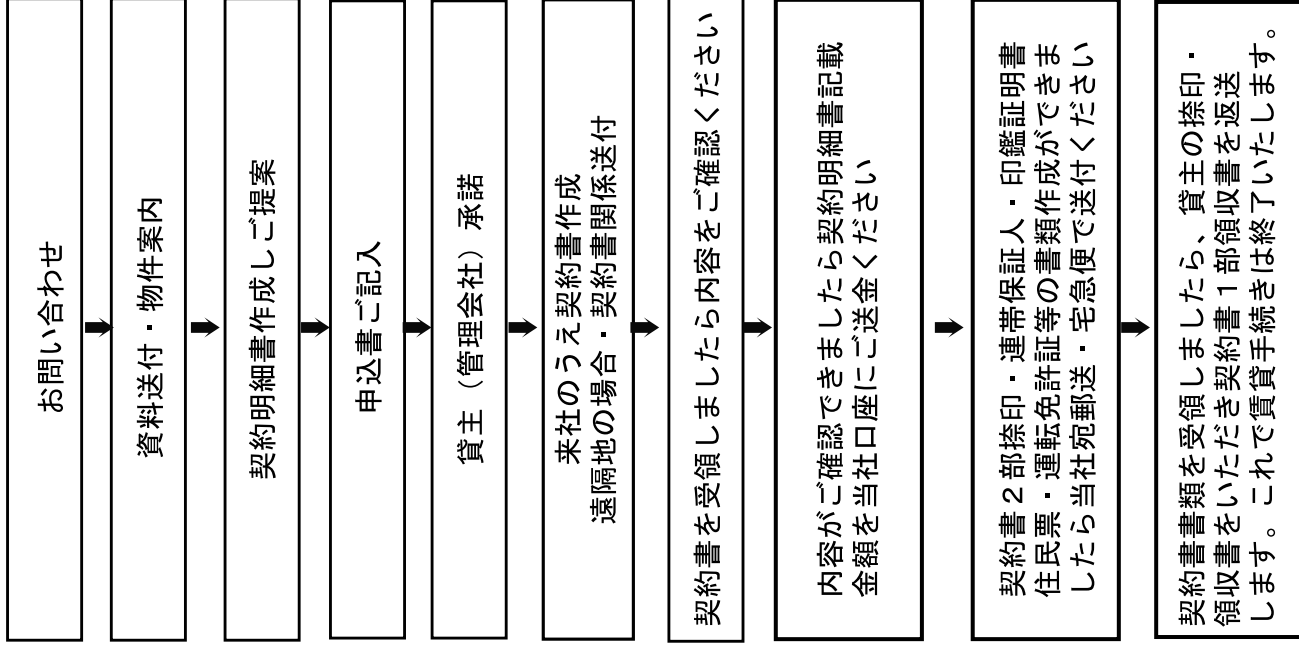 お問い合わせ
資料送付・物件案内
契約明細書作成しご提案
申込書ご記入
貸主（管理会社）承諾
来社のうえ契約書作成
遠隔地の場合・契約書関係送付
契約書を受領しましたら内容をご確認ください
内容がご確認できましたら契約明細書記載
金額を当社口座にご送金ください
契約書２部捺印・連帯保証人・印鑑証明書
住民票・運転免許証等の書類作成ができま
したら当社宛郵送・宅急便で送付ください
契約書書類を受領しましたら、貸主の捺印・
領収書をいただき契約書１部領収書を返送
します。これで賃貸手続きは終了いたします。